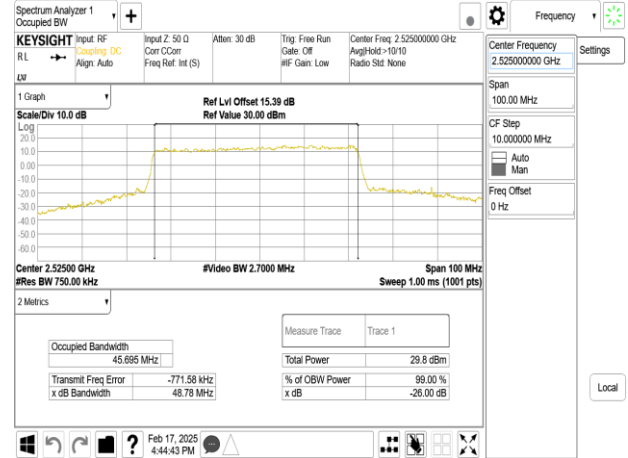 Spectrum Analyzer 1
Occupied BW
Frequency
Settings
KEYSIGHT
Input: RF
Input Z: 50 Ω
Atten: 30 dB
Trig: Free Run
Center Freq: 2.525000000 GHz
RL
Coupling: DC
Corr CCorr
Gate: Off
Avg|Hold:>10/10
Align: Auto
Freq Ref: Int (S)
#IF Gain: Low
Radio Std: None
LXI
Center Frequency
2.525000000 GHz
Span
100.00 MHz
CF Step
10.000000 MHz
Auto
Man
Freq Offset
0 Hz
Local
1 Graph
Ref Lvl Offset 15.39 dB
Scale/Div 10.0 dB
Ref Value 30.00 dBm
Log
20.0
10.0
0.00
-10.0
-20.0
-30.0
-40.0
-50.0
-60.0
Center 2.52500 GHz
#Video BW 2.7000 MHz
Span 100 MHz
#Res BW 750.00 kHz
Sweep 1.00 ms (1001 pts)
2 Metrics
Measure Trace
Trace 1
Occupied Bandwidth
45.695 MHz
Total Power
29.8 dBm
Transmit Freq Error
-771.58 kHz
% of OBW Power
99.00 %
x dB Bandwidth
48.78 MHz
x dB
-26.00 dB
?
Feb 17, 2025
4:44:43 PM